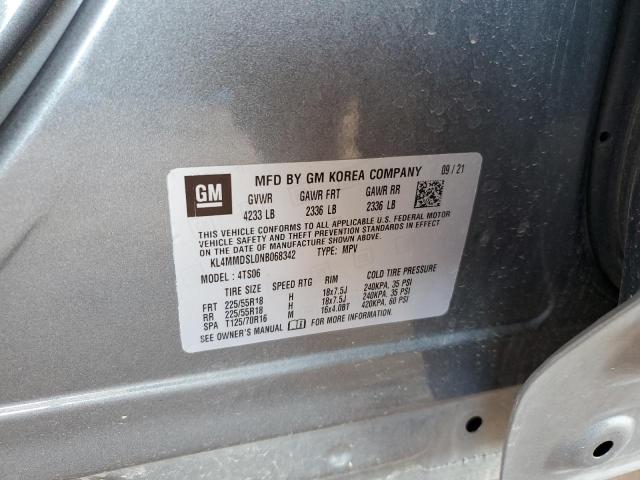 GM
MFD BY GM KOREA COMPANY 09 / 21
GVWR GAWR FRT GAWR RR
4233 LB 2336 LB 2336 LB
THIS VEHICLE CONFORMS TO ALL APPLICABLE U.S. FEDERAL MOTOR
VEHICLE SAFETY AND THEFT PREVENTION STANDARDS IN EFFECT
ON THE DATE OF MANUFACTURE SHOWN ABOVE.
KL4MMDSL0NB068342 TYPE: MPV
MODEL : 4TS06
TIRE SIZE SPEED RTG RIM COLD TIRE PRESSURE
FRT 225/55R18 H 18x7.5J 240KPA, 35 PSI
RR 225/55R18 H 18x7.5J 240KPA, 35 PSI
SPA T125/70R16 M 16x4.0BT 420KPA, 60 PSI
SEE OWNER'S MANUAL FOR MORE INFORMATION.